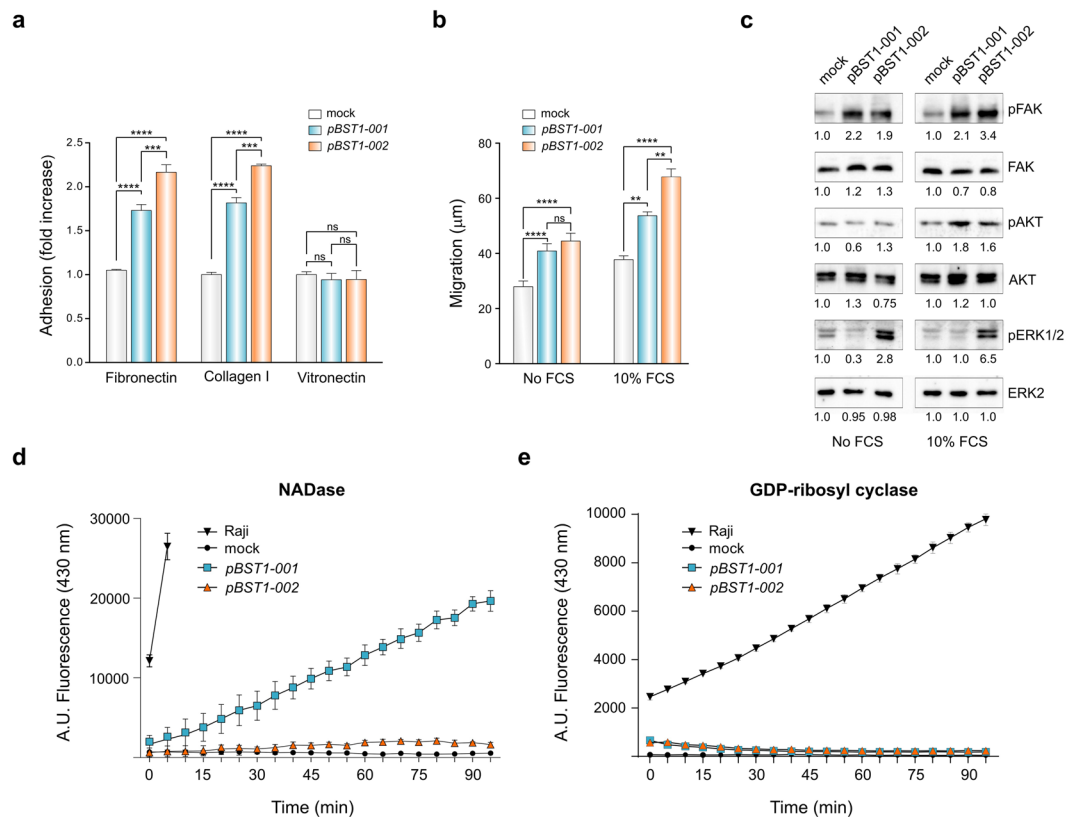 a
mock
pBST1-001
pBST1-002
Adhesion (fold increase)
2.5
2.0
1.5
1.0
0.5
0.0
****
***
****
****
***
****
ns
ns
ns
Fibronectin
Collagen I
Vitronectin
b
mock
pBST1-001
pBST1-002
Migration (µm)
80
60
40
20
0
****
ns
****
****
**
**
No FCS
10% FCS
c
mock pBST1-001 pBST1-002 mock pBST1-001 pBST1-002
pFAK
1.0 2.2 1.9 1.0 2.1 3.4
FAK
1.0 1.2 1.3 1.0 0.7 0.8
pAKT
1.0 0.6 1.3 1.0 1.8 1.6
AKT
1.0 1.3 0.75 1.0 1.2 1.0
pERK1/2
1.0 0.3 2.8 1.0 1.0 6.5
ERK2
1.0 0.95 0.98 1.0 1.0 1.0
No FCS 10% FCS
d
NADase
Raji
mock
pBST1-001
pBST1-002
A.U. Fluorescence (430 nm)
30000
20000
10000
0 15 30 45 60 75 90
Time (min)
e
GDP-ribosyl cyclase
Raji
mock
pBST1-001
pBST1-002
A.U. Fluorescence (430 nm)
10000
8000
6000
4000
2000
0 15 30 45 60 75 90
Time (min)